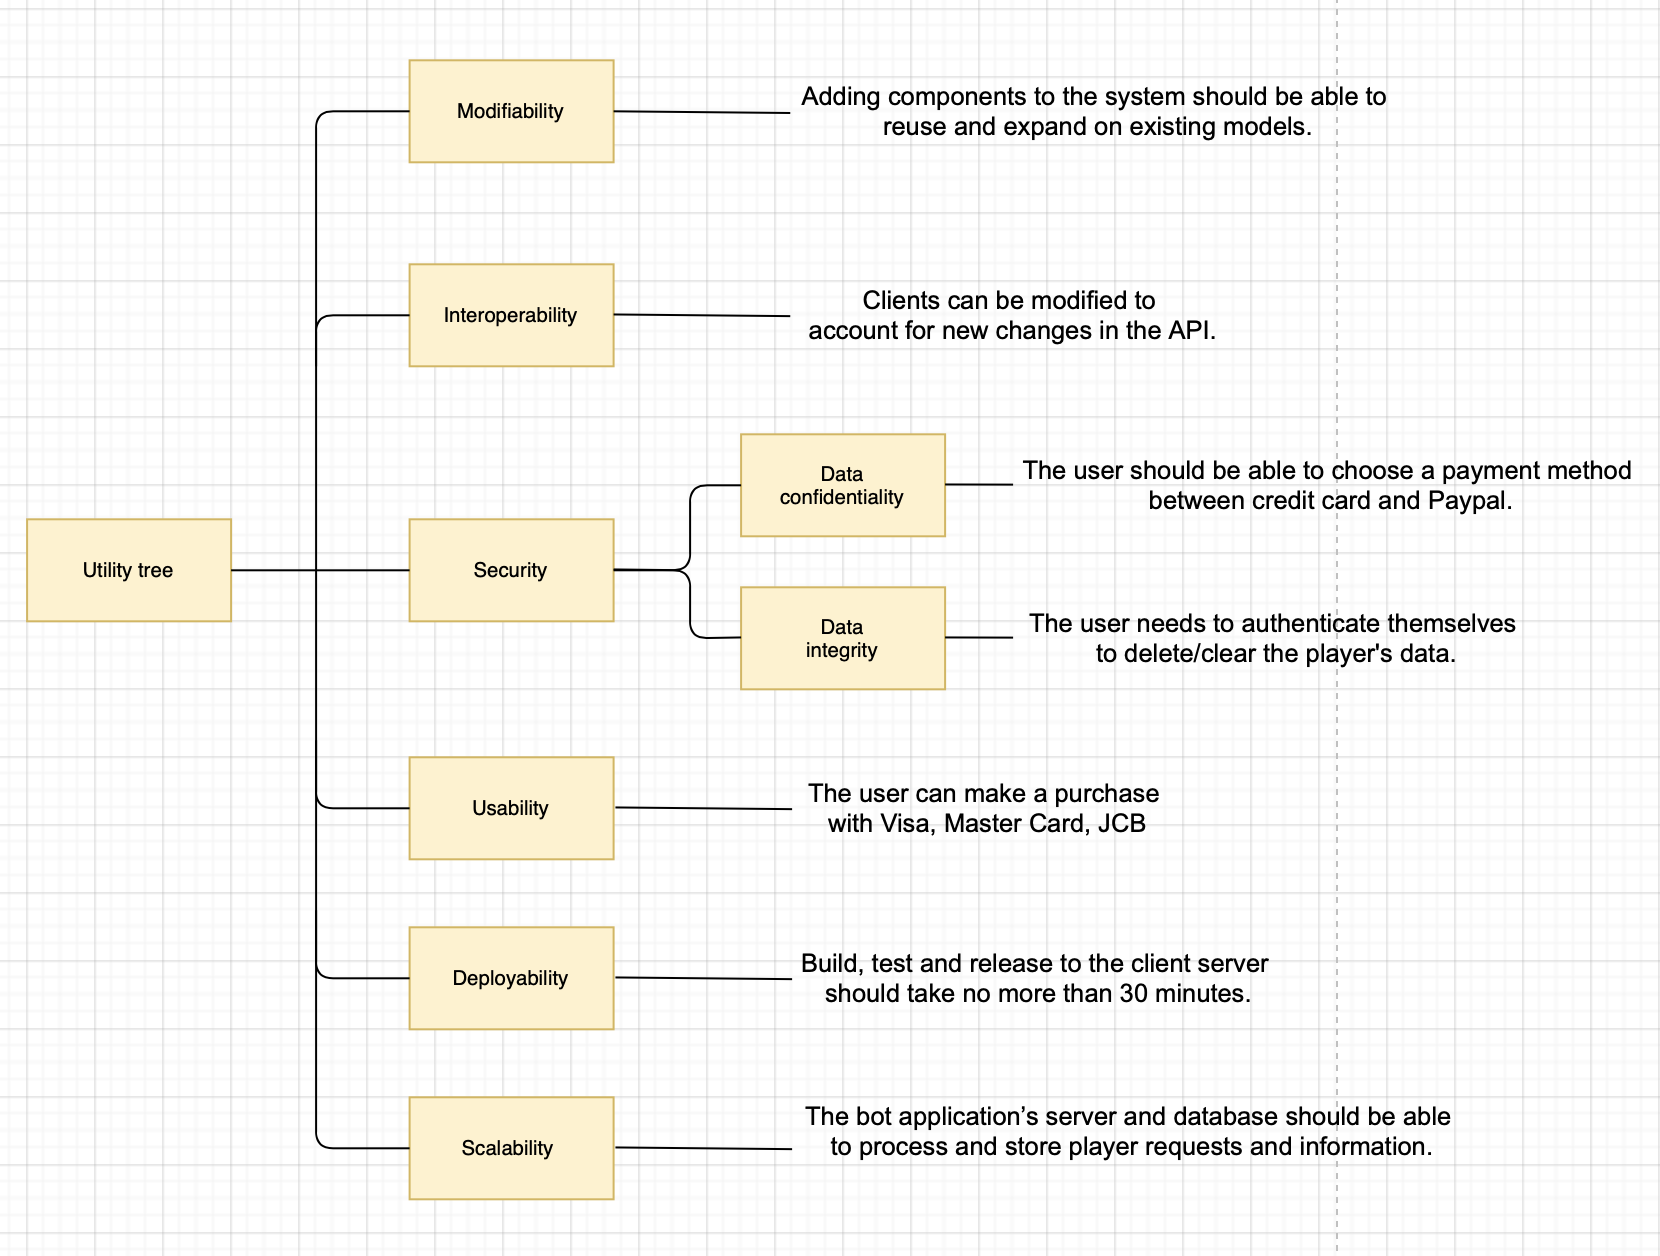 Modifiability
Adding components to the system should be able to
reuse and expand on existing models.
Interoperability
Clients can be modified to
account for new changes in the API.
Utility tree
Security
Data
confidentiality
The user should be able to choose a payment method
between credit card and Paypal.
Data
integrity
The user needs to authenticate themselves
to delete/clear the player's data.
Usability
The user can make a purchase
with Visa, Master Card, JCB
Deployability
Build, test and release to the client server
should take no more than 30 minutes.
Scalability
The bot application’s server and database should be able
to process and store player requests and information.